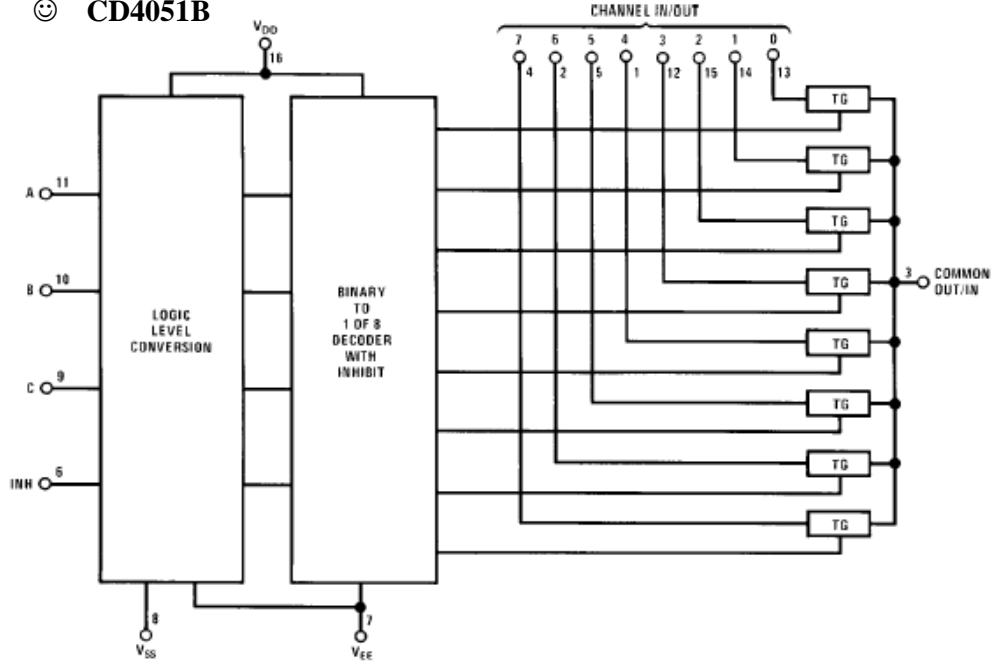 ☺ CD4051B
CHANNEL IN/OUT
VDD
7 6 5 4 3 2 1 0
16
4 2 5 1 12 15 14 13
TG
TG
A 11
TG
3 COMMON
OUT/IN
TG
B 10
BINARY
TO
1 OF 8
DECODER
WITH
INHIBIT
LOGIC
LEVEL
CONVERSION
TG
C 9
TG
TG
INH 6
TG
8
7
VSS
VEE